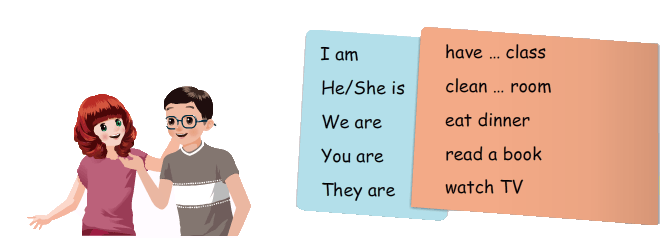 I am
He/She is
We are
You are
They are
have ... class
clean ... room
eat dinner
read a book
watch TV